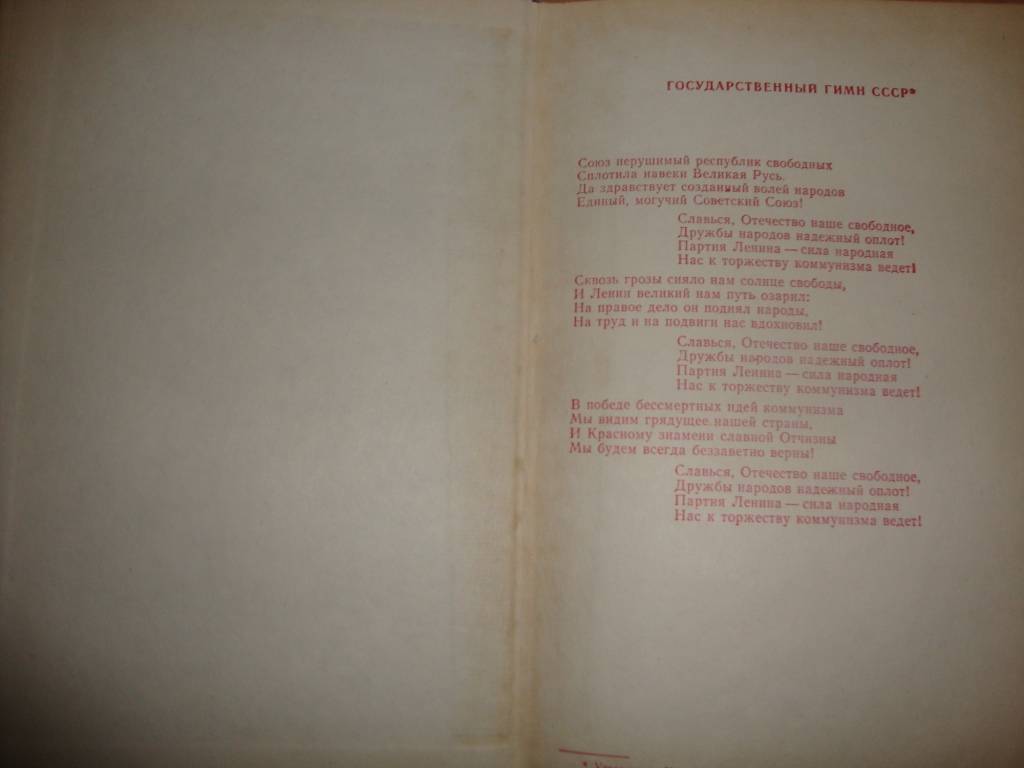 ГОСУДАРСТВЕННЫЙ ГИМН СССР*
Союз нерушимый республик свободных
Сплотила навеки Великая Русь.
Да здравствует созданный волей народов
Единый, могучий Советский Союз!
Славься, Отечество наше свободное,
Дружбы народов надежный оплот!
Партия Ленина — сила народная
Нас к торжеству коммунизма ведет!
Сквозь грозы сияло нам солнце свободы,
И Ленин великий нам путь озарил:
На правое дело он поднял народы,
На труд и на подвиги нас вдохновил!
Славься, Отечество наше свободное,
Дружбы народов надежный оплот!
Партия Ленина — сила народная
Нас к торжеству коммунизма ведет!
В победе бессмертных идей коммунизма
Мы видим грядущее нашей страны,
И Красному знамени славной Отчизны
Мы будем всегда беззаветно верны!
Славься, Отечество наше свободное,
Дружбы народов надежный оплот!
Партия Ленина — сила народная
Нас к торжеству коммунизма ведет!